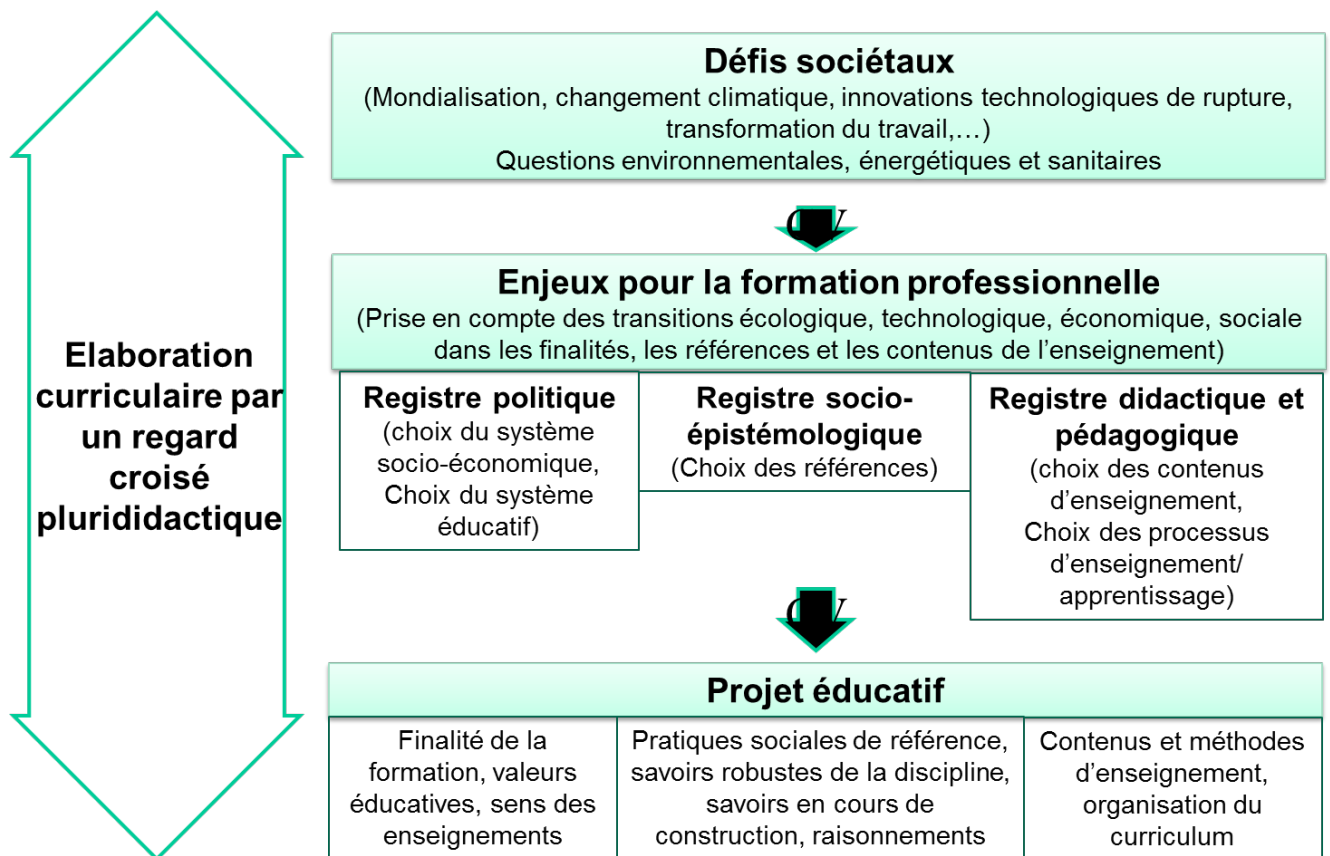 Défis sociétaux
(Mondialisation, changement climatique, innovations technologiques de rupture,
transformation du travail,…)
Questions environnementales, énergétiques et sanitaires
Enjeux pour la formation professionnelle
(Prise en compte des transitions écologique, technologique, économique, sociale
dans les finalités, les références et les contenus de l’enseignement)
Elaboration
curriculaire par
un regard
croisé
plurididactique
Registre politique
(choix du système
socio-économique,
Choix du système
éducatif)
Registre socio-
épistémologique
(Choix des références)
Registre didactique et
pédagogique
(choix des contenus
d’enseignement,
Choix des processus
d’enseignement/
apprentissage)
Projet éducatif
Finalité de la
formation, valeurs
éducatives, sens des
enseignements
Pratiques sociales de référence,
savoirs robustes de la discipline,
savoirs en cours de
construction, raisonnements
Contenus et méthodes
d’enseignement,
organisation du
curriculum